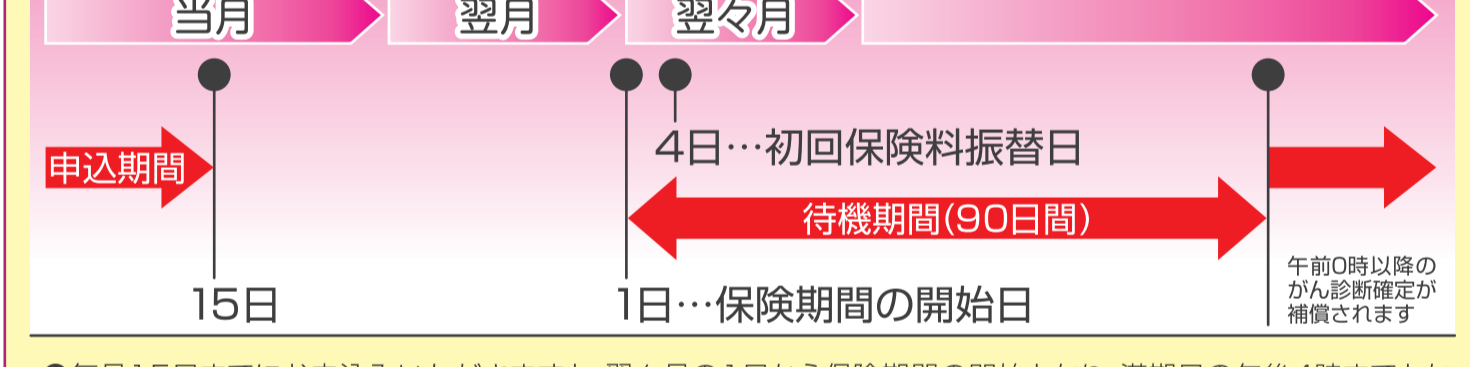 当月 翌月 翌々月
4日…初回保険料振替日
申込期間
待機期間(90日間)
15日
1日…保険期間の開始日
午前0時以降の
がん診断確定が
補償されます